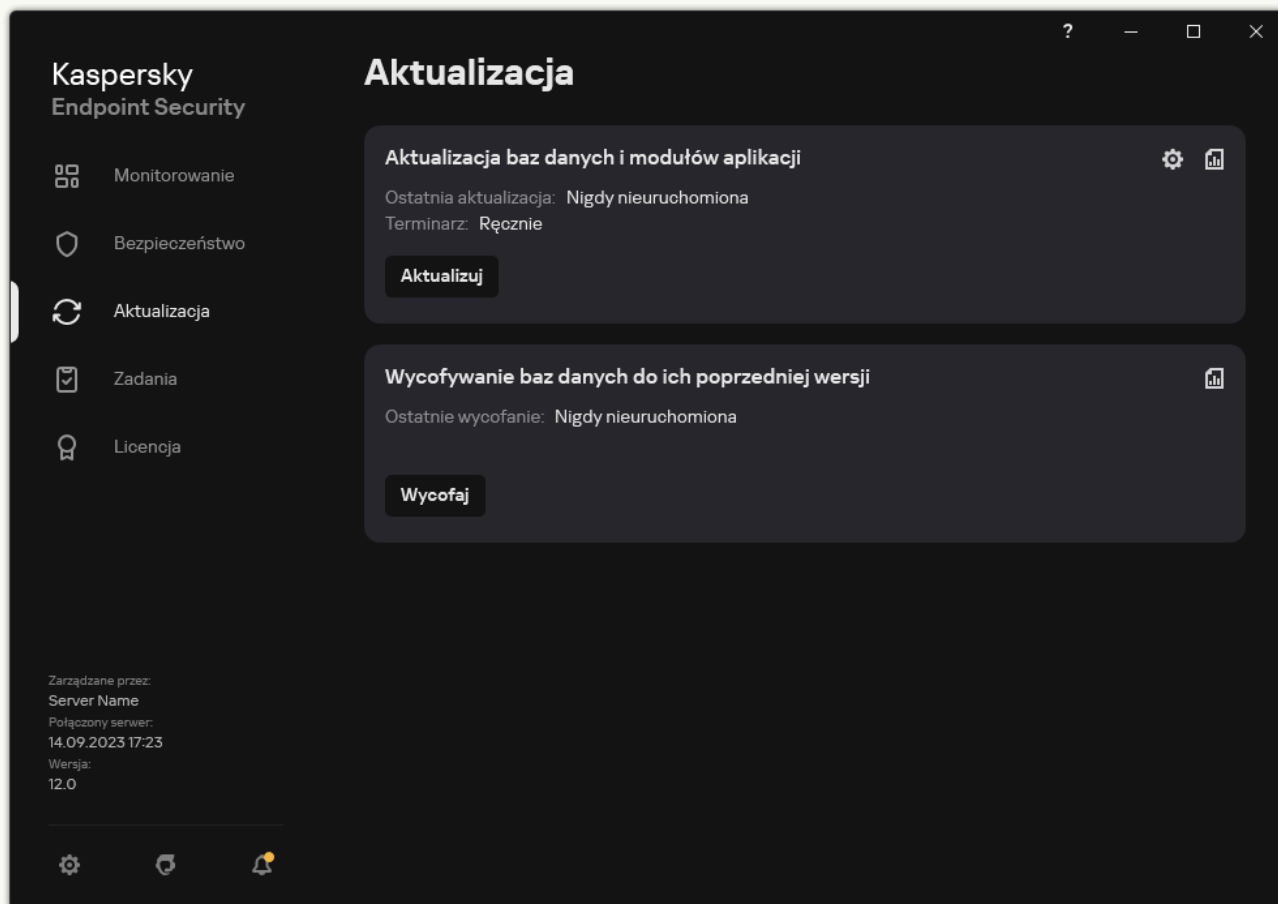 ?
Kaspersky
Endpoint Security
Monitorowanie
Bezpieczeństwo
Aktualizacja
Zadania
Licencja
Zarządzane przez:
Server Name
Połączony serwer:
14.09.2023 17:23
Wersja:
12.0
Aktualizacja
Aktualizacja baz danych i modułów aplikacji
Ostatnia aktualizacja: Nigdy nieuruchomiona
Terminarz: Ręcznie
Aktualizuj
Wycofywanie baz danych do ich poprzedniej wersji
Ostatnie wycofanie: Nigdy nieuruchomiona
Wycofaj